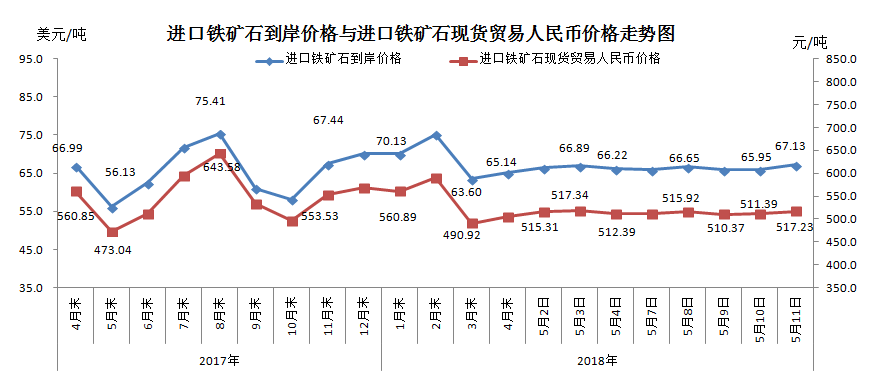 进口铁矿石到岸价格与进口铁矿石现货贸易人民币价格走势图
美元/吨
元/吨
进口铁矿石到岸价格
进口铁矿石现货贸易人民币价格
95.0
85.0
75.0
65.0
55.0
45.0
35.0
850.0
800.0
750.0
700.0
650.0
600.0
550.0
500.0
450.0
400.0
350.0
66.99
56.13
75.41
67.44
70.13
63.60
65.14
66.89
66.22
66.65
65.95
67.13
560.85
473.04
643.58
553.53
560.89
490.92
515.31
517.34
512.39
515.92
510.37
511.39
517.23
4月末
5月末
6月末
7月末
8月末
9月末
10月末
11月末
12月末
1月末
2月末
3月末
4月末
5月2日
5月3日
5月4日
5月7日
5月8日
5月9日
5月10日
5月11日
2017年
2018年